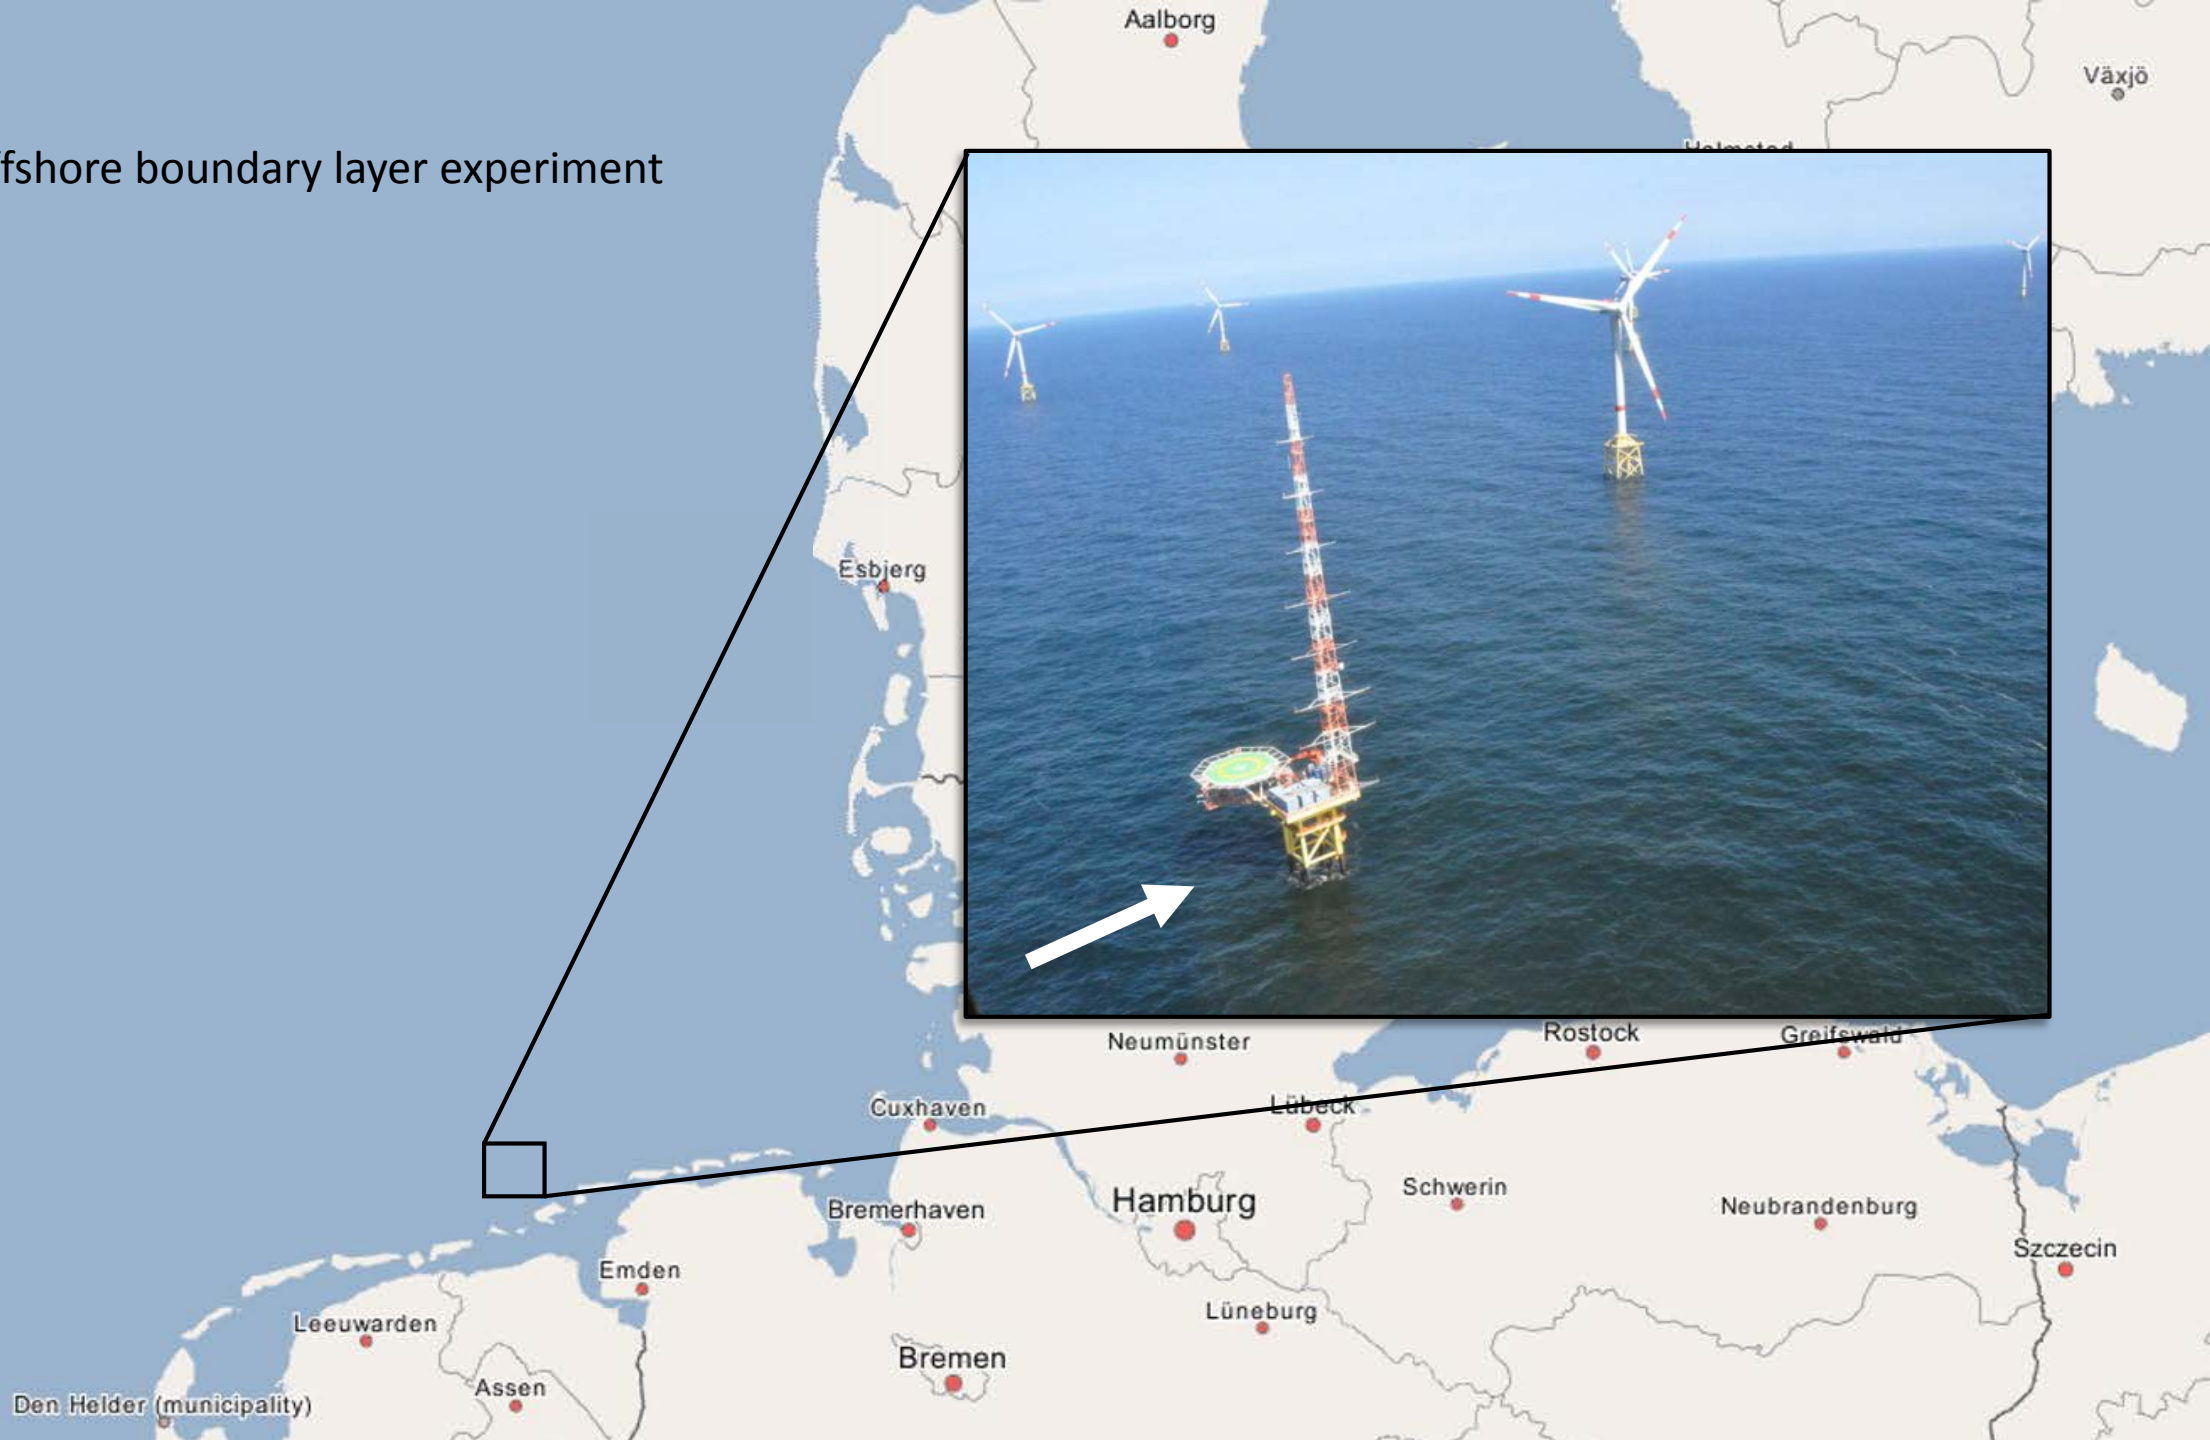 Aalborg
Växjö
ffshore boundary layer experiment
Esbjerg
Neumünster
Rostock
Greifswald
Cuxhaven
Lübeck
Hamburg
Schwerin
Bremerhaven
Neubrandenburg
Szczecin
Emden
Lüneburg
Leeuwarden
Bremen
Assen
Den Helder (municipality)